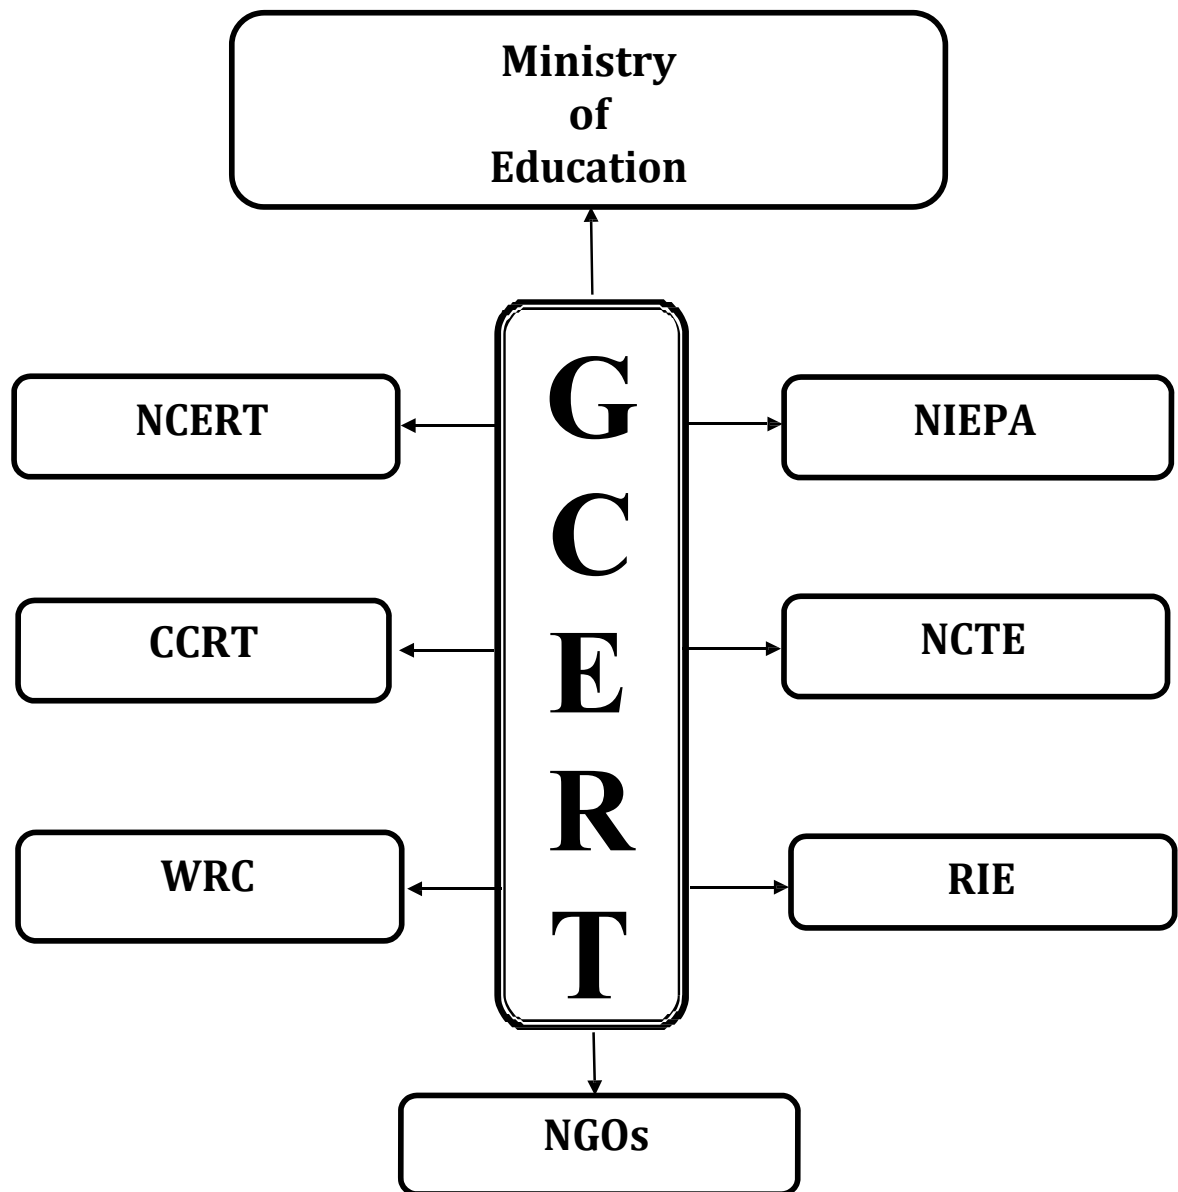 Ministry
of
Education
G
C
E
R
T
NCERT
NIEPA
CCRT
NCTE
WRC
RIE
NGOs